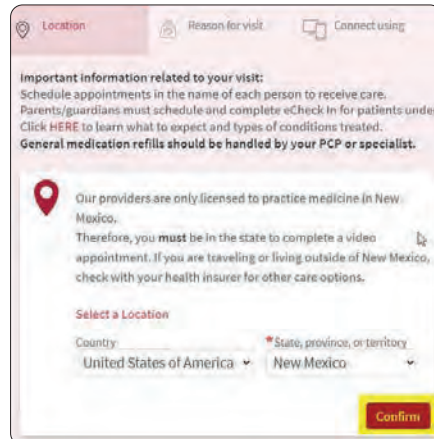 Location Reason for visit Connect using
Important information related to your visit:
Schedule appointments in the name of each person to receive care.
Parents/guardians must schedule and complete eCheck In for patients under
Click HERE to learn what to expect and types of conditions treated.
General medication refills should be handled by your PCP or specialist.
Our providers are only licensed to practice medicine in New
Mexico.
Therefore, you must be in the state to complete a video
appointment. If you are traveling or living outside of New Mexico,
check with your health insurer for other care options.
Select a Location
Country *State, province, or territory
United States of America New Mexico
Confirm